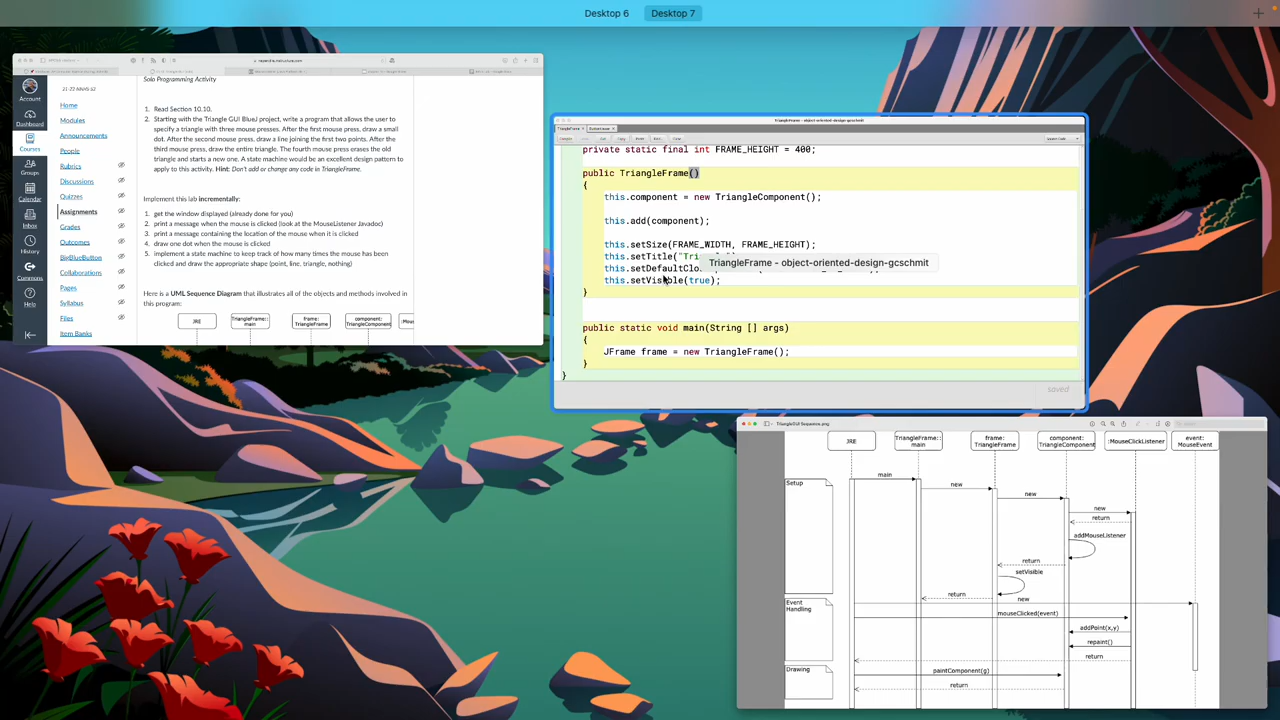 Desktop 6
Desktop 7
Account
Dashboard
Courses
Groups
Calendar
Inbox
History
Commons
Help
Home
Modules
Announcements
People
Rubrics
Discussions
Quizzes
Assignments
Grades
Outcomes
BigBlueButton
Collaborations
Pages
Syllabus
Files
Item Banks
Solo Programming Activity
1. Read Section 10.10.
2. Starting with the Triangle GUI BlueJ project, write a program that allows the user to
specify a triangle with three mouse presses. After the first mouse press, draw a small
dot. After the second mouse press, draw a line joining the first two points. After the
third mouse press, draw the entire triangle. The fourth mouse press erases the old
triangle and starts a new one. A state machine would be an excellent design pattern to
apply to this activity. Hint: Don't add or change any code in TriangleFrame.
Implement this lab incrementally:
1. get the window displayed (already done for you)
2. print a message when the mouse is clicked (look at the MouseListener Javadoc)
3. print a message containing the location of the mouse when it is clicked
4. draw one dot when the mouse is clicked
5. implement a state machine to keep track of how many times the mouse has been
clicked and draw the appropriate shape (point, line, triangle, nothing)
Here is a UML Sequence Diagram that illustrates all of the objects and methods involved in
this program:
JRE
TriangleFrame::
main
frame:
TriangleFrame
component:
TriangleComponent
:Mou
TriangleFrame - object-oriented-design-gcschmit
private static final int FRAME_HEIGHT = 400;
public TriangleFrame()
{
this.component = new TriangleComponent();
this.add(component);
this.setSize(FRAME_WIDTH, FRAME_HEIGHT);
this.setTitle("Tri
this.setDefaultClo
this.setVisible(true);
}
TriangleFrame - object-oriented-design-gcschmit
public static void main(String [] args)
{
JFrame frame = new TriangleFrame();
}
}
saved
TriangleGUI Sequence.png
JRE
TriangleFrame::
main
frame:
TriangleFrame
component:
TriangleComponent
:MouseClickListener
event:
MouseEvent
main
Setup
new
new
new
return
addMouseListener
return
setVisible
return
new
Event
Handling
mouseClicked(event)
addPoint(x,y)
repaint()
return
Drawing
paintComponent(g)
return